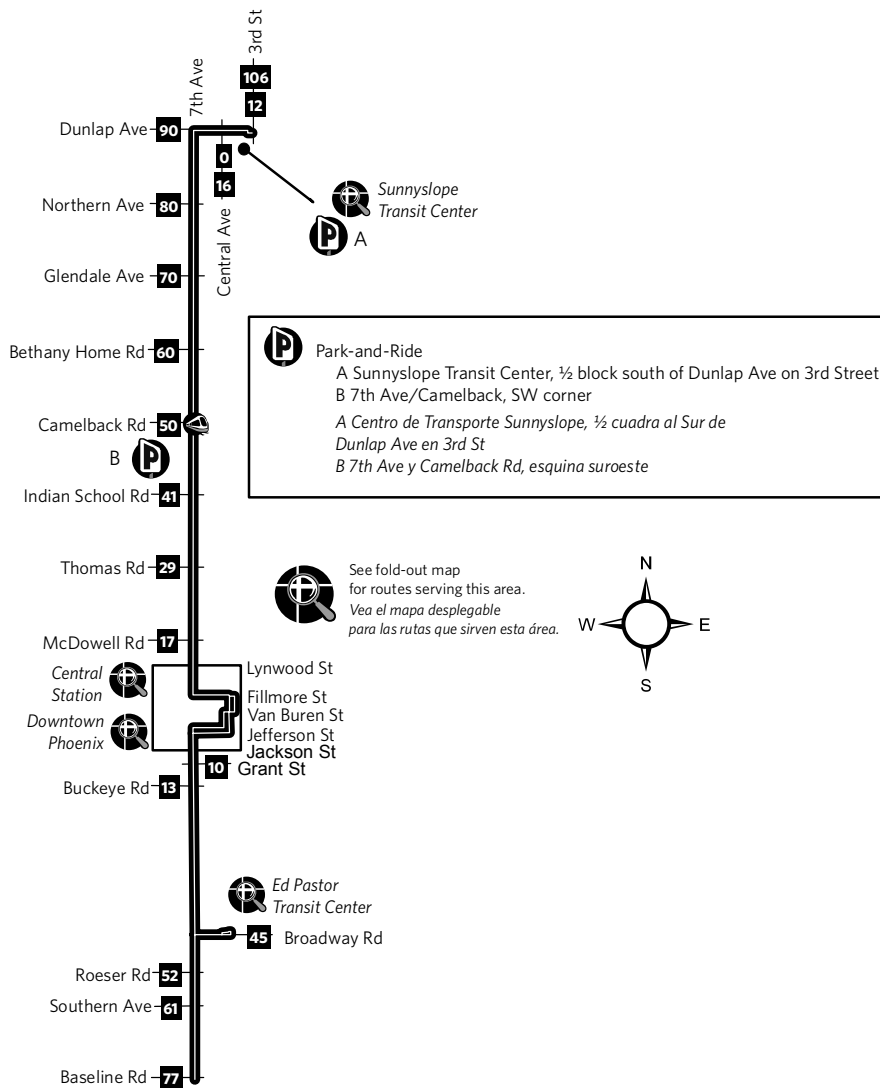 3rd St
7th Ave
106
12
Dunlap Ave 90
0
16
Central Ave
Sunnyslope
Transit Center
P A
Northern Ave 80
Glendale Ave 70
Bethany Home Rd 60
P Park-and-Ride
A Sunnyslope Transit Center, ½ block south of Dunlap Ave on 3rd Street
B 7th Ave/Camelback, SW corner
A Centro de Transporte Sunnyslope, ½ cuadra al Sur de
Dunlap Ave en 3rd St
B 7th Ave y Camelback Rd, esquina suroeste
Camelback Rd 50
B P
Indian School Rd 41
Thomas Rd 29
See fold-out map
for routes serving this area.
Vea el mapa desplegable
para las rutas que sirven esta área.
N
W E
S
McDowell Rd 17
Central
Station
Downtown
Phoenix
Lynwood St
Fillmore St
Van Buren St
Jefferson St
Jackson St
10 Grant St
Buckeye Rd 13
Ed Pastor
Transit Center
45 Broadway Rd
Roeser Rd 52
Southern Ave 61
Baseline Rd 77